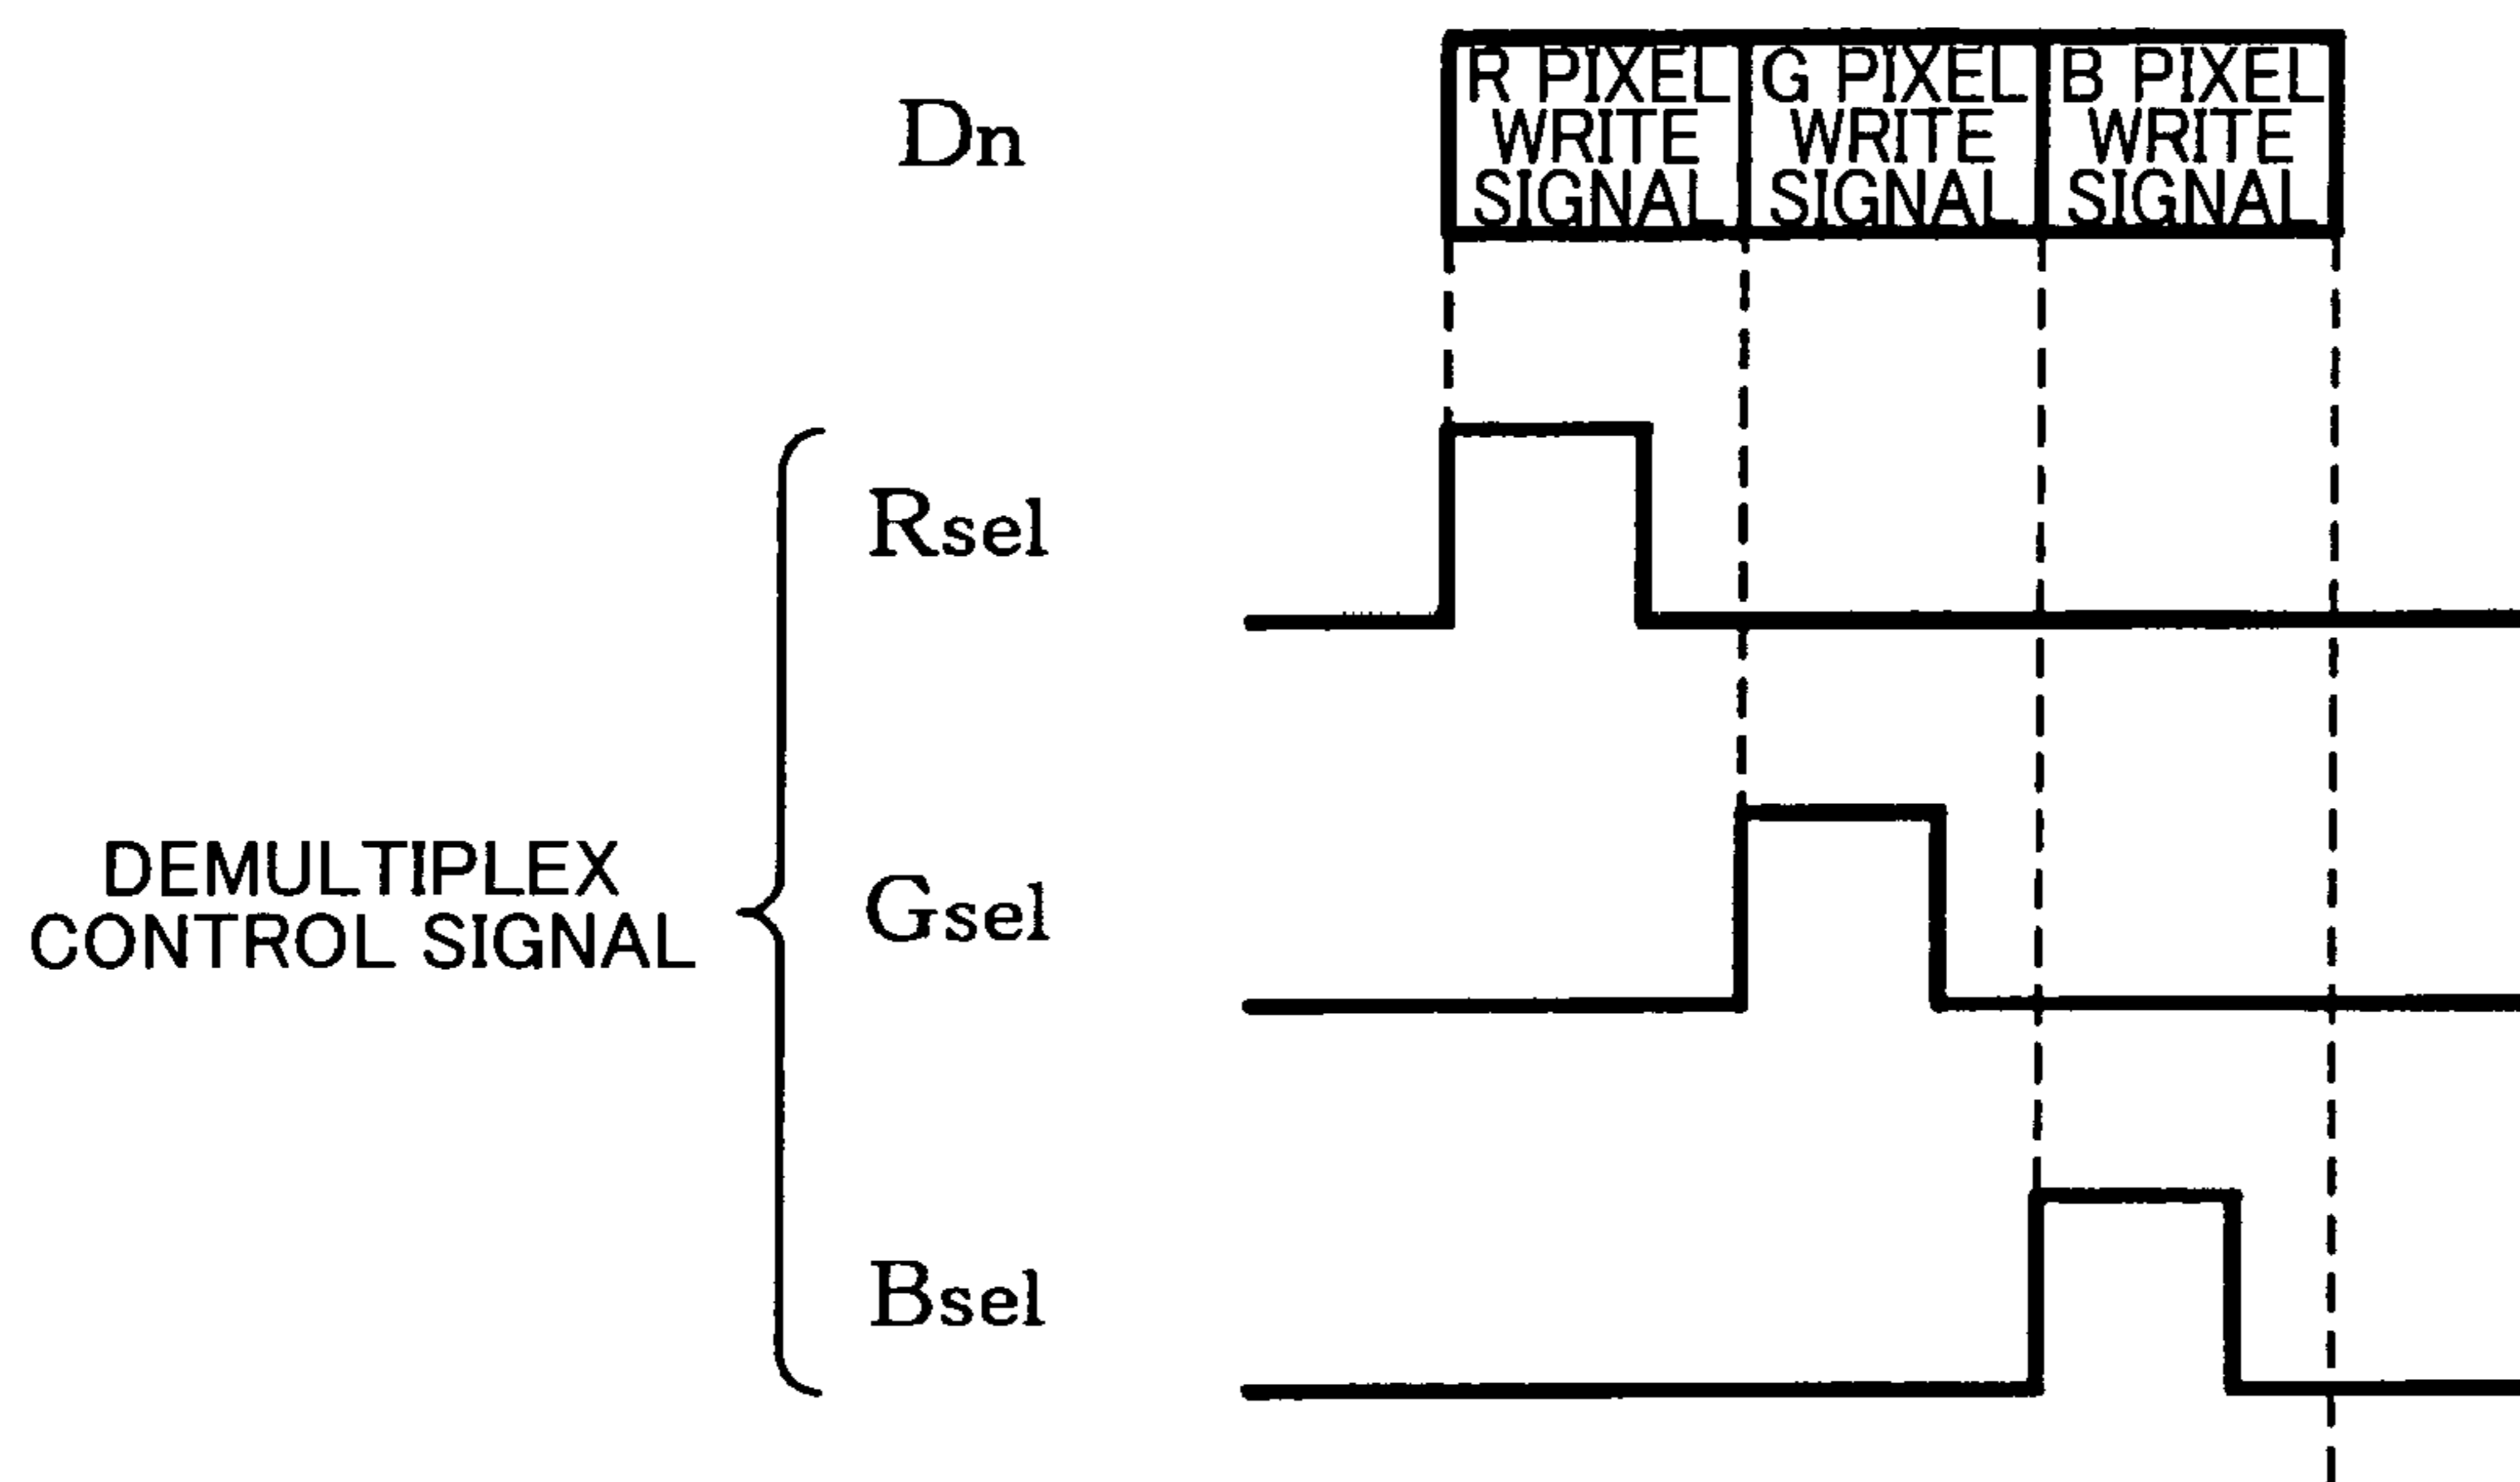 Dn
R PIXEL
WRITE
SIGNAL
G PIXEL
WRITE
SIGNAL
B PIXEL
WRITE
SIGNAL
Rsel
DEMULTIPLEX
CONTROL SIGNAL
Gsel
Bsel